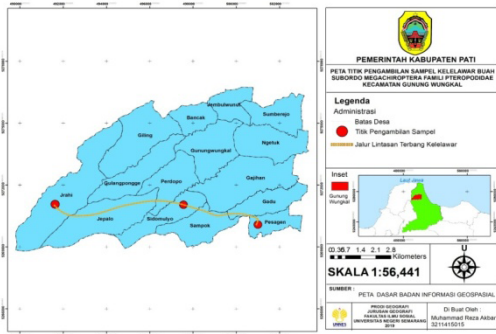 PEMERINTAH KABUPATEN PATI
PETA TITIK PENGAMBILAN SAMPEL KELELAWAR BUAH
SUBORDO MEGACHIROPTERA FAMILI PTEROPODIDAE
KECAMATAN GUNUNG WUNGKAL
Legenda
Administrasi
Batas Desa
Titik Pengambilan Sampel
Jalur Lintasan Terbang Kelelawar
Inset
Gunung
Wungkal
Laut Jawa
Kilometers
SKALA 1:56,441
U
SUMBER :
PETA DASAR BADAN INFORMASI GEOSPASIAL
PRODI GEOGRAFI
JURUSAN GEOGRAFI
FAKULTAS ILMU SOSIAL
UNIVERSITAS NEGERI SEMARANG
UNNES
Di Buat Oleh :
Muhammad Reza Akbar
3211415015
Sumberejo
Bancak
Giling
Ngetuk
Gunungwungkal
Gajihan
Gulangpongge
Perdopo
Jrahi
Gadu
Jepalo
Sidomulyo
Sampok
Pesagen